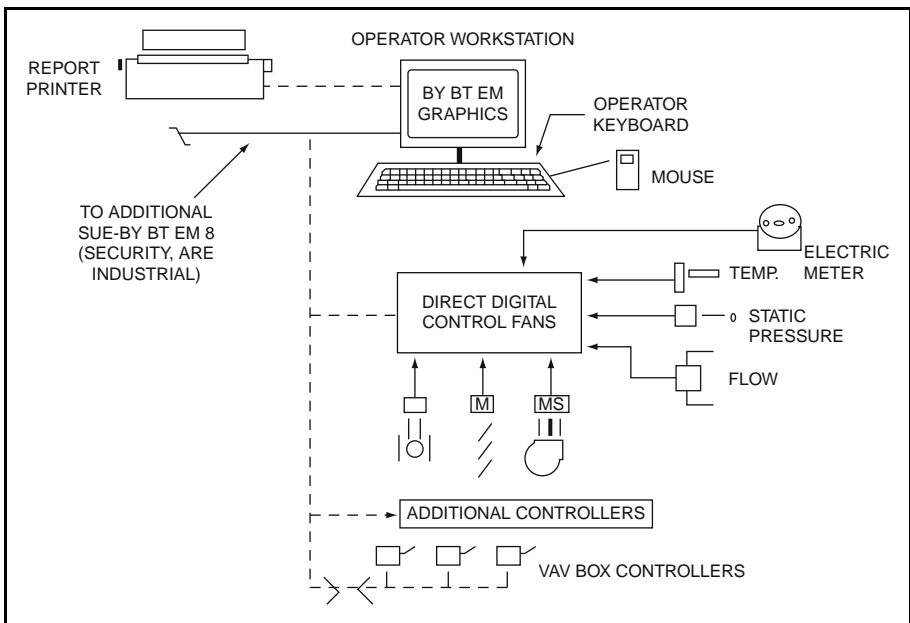 OPERATOR WORKSTATION
REPORT
PRINTER
BY BT EM
GRAPHICS
OPERATOR
KEYBOARD
MOUSE
TO ADDITIONAL
SUE-BY BT EM 8
(SECURITY, ARE
INDUSTRIAL)
ELECTRIC
METER
TEMP.
DIRECT DIGITAL
CONTROL FANS
STATIC
PRESSURE
FLOW
M
MS
ADDITIONAL CONTROLLERS
VAV BOX CONTROLLERS